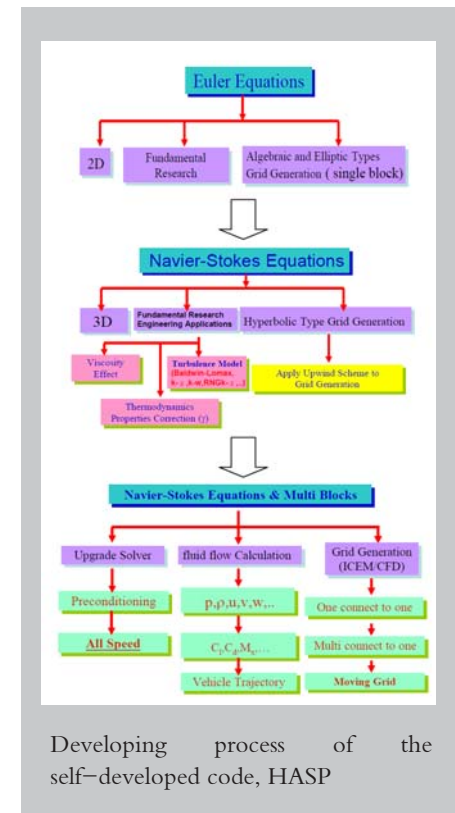 Euler Equations
2D
Fundamental
Research
Algebraic and Elliptic Types
Grid Generation ( single block)
Navier-Stokes Equations
3D
Fundamental Research
Engineering Applications
Hyperbolic Type Grid Generation
Viscosity
Effect
Turbulence Model
(Baldwin-Lomax,
k-ε ,k-w,RNGk-ε ,..)
Apply Upwind Scheme to
Grid Generation
Thermodynamics
Properties Correction (γ)
Navier-Stokes Equations & Multi Blocks
Upgrade Solver
fluid flow Calculation
Grid Generation
(ICEM/CFD)
Preconditioning
p,ρ,u,v,w,..
One connect to one
All Speed
Multi connect to one
Vehicle Trajectory
Moving Grid
Developing process of the
self-developed code, HASP